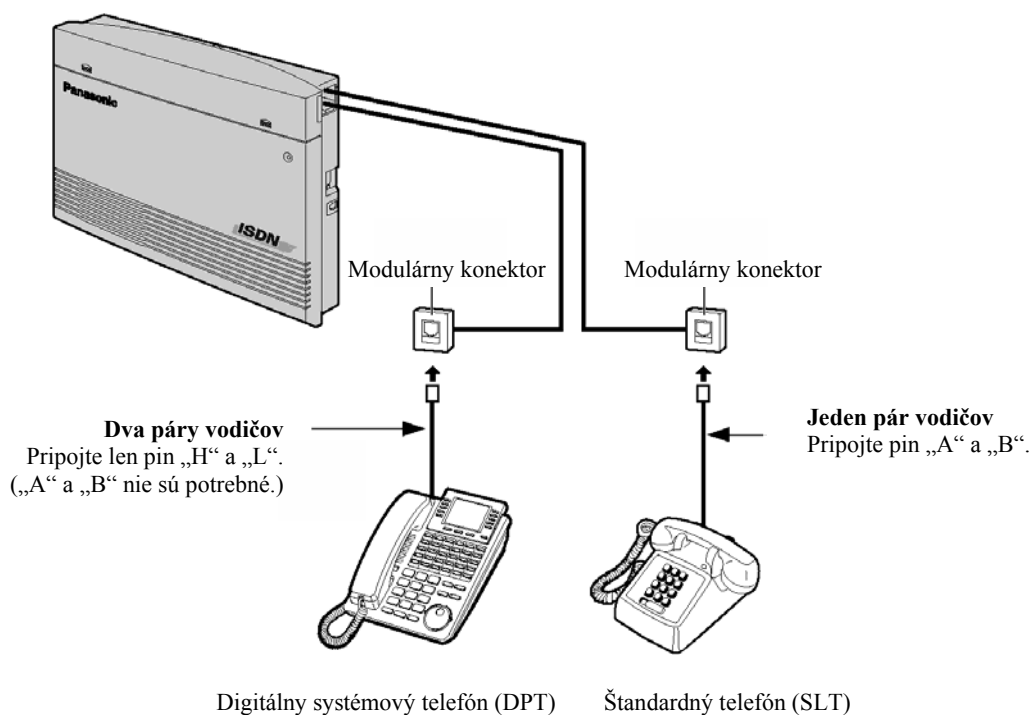 Panasonic
ISDN
Modulárny konektor
Modulárny konektor
Dva páry vodičov
Pripojte len pin „H“ a „L“.
(„A“ a „B“ nie sú potrebné.)
Jeden pár vodičov
Pripojte pin „A“ a „B“.
Digitálny systémový telefón (DPT)
Štandardný telefón (SLT)